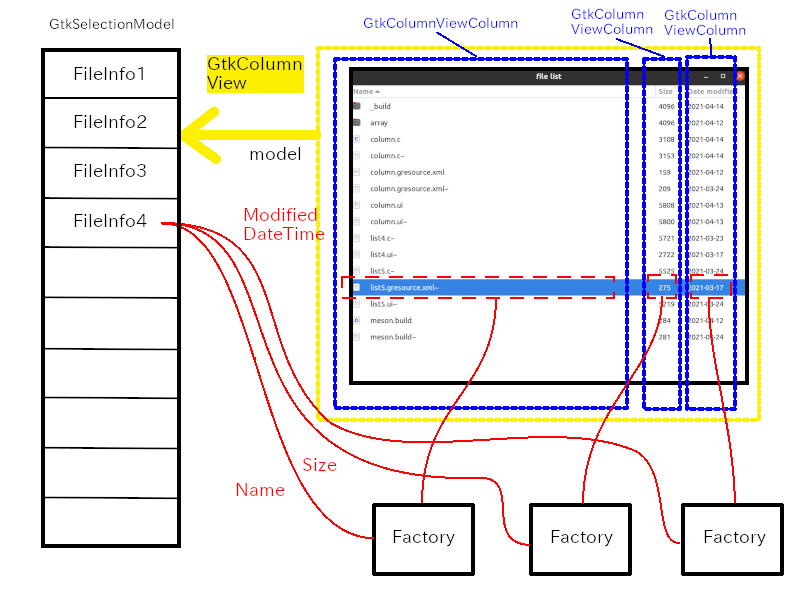 GtkSelectionModel
FileInfo1
FileInfo2
FileInfo3
FileInfo4
GtkColumn
View
model
GtkColumnViewColumn
GtkColumn
ViewColumn
GtkColumn
ViewColumn
file list
Name Size Date modified
_build 4096 2021-04-14
array 4096 2021-04-12
column.c 3108 2021-04-14
column.c~ 3153 2021-04-14
column.gresource.xml 159 2021-04-12
column.gresource.xml~ 209 2021-03-24
column.ui 5808 2021-04-13
column.ui~ 5800 2021-04-13
list4.c~ 5721 2021-03-23
list4.ui~ 2722 2021-03-17
list5.c~ 5525 2021-03-24
list5.gresource.xml~ 275 2021-03-17
list5.ui~ 5219 2021-03-24
meson.build 284 2021-04-12
meson.build~ 281 2021-03-24
Modified
DateTime
Size
Name
Factory
Factory
Factory